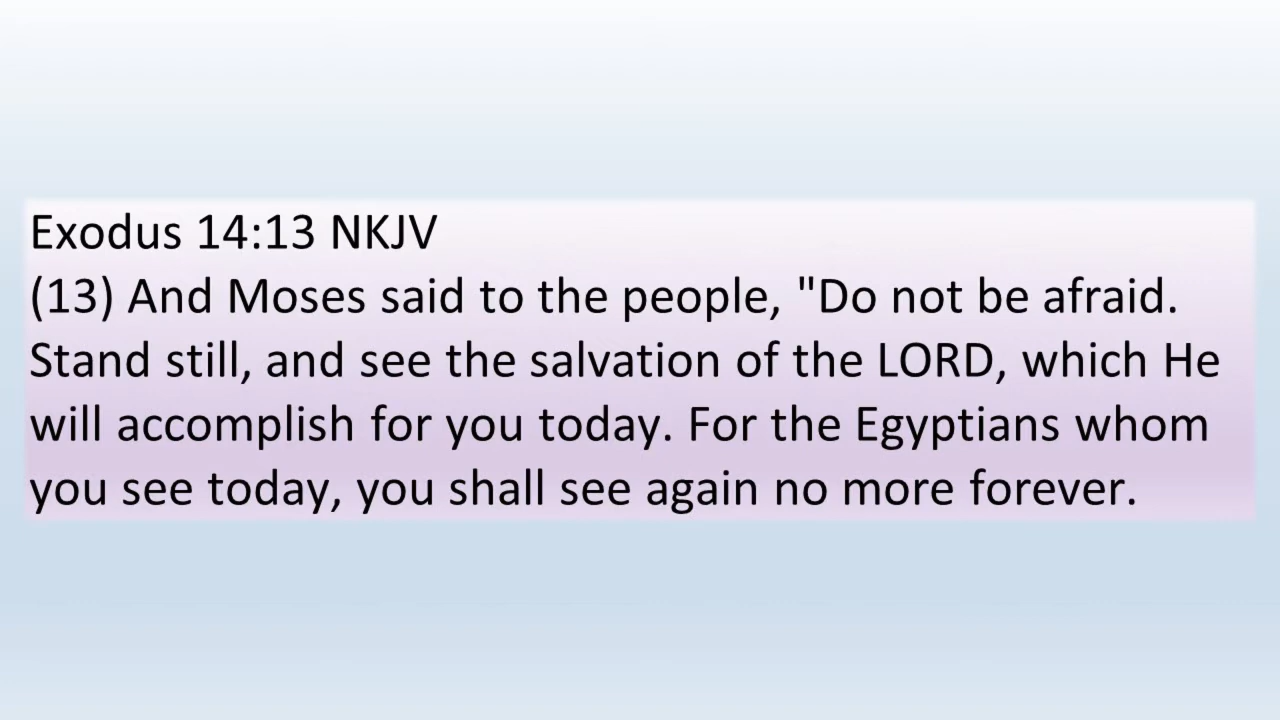 Exodus 14:13 NKJV
(13) And Moses said to the people, "Do not be afraid.
Stand still, and see the salvation of the LORD, which He
will accomplish for you today. For the Egyptians whom
you see today, you shall see again no more forever.